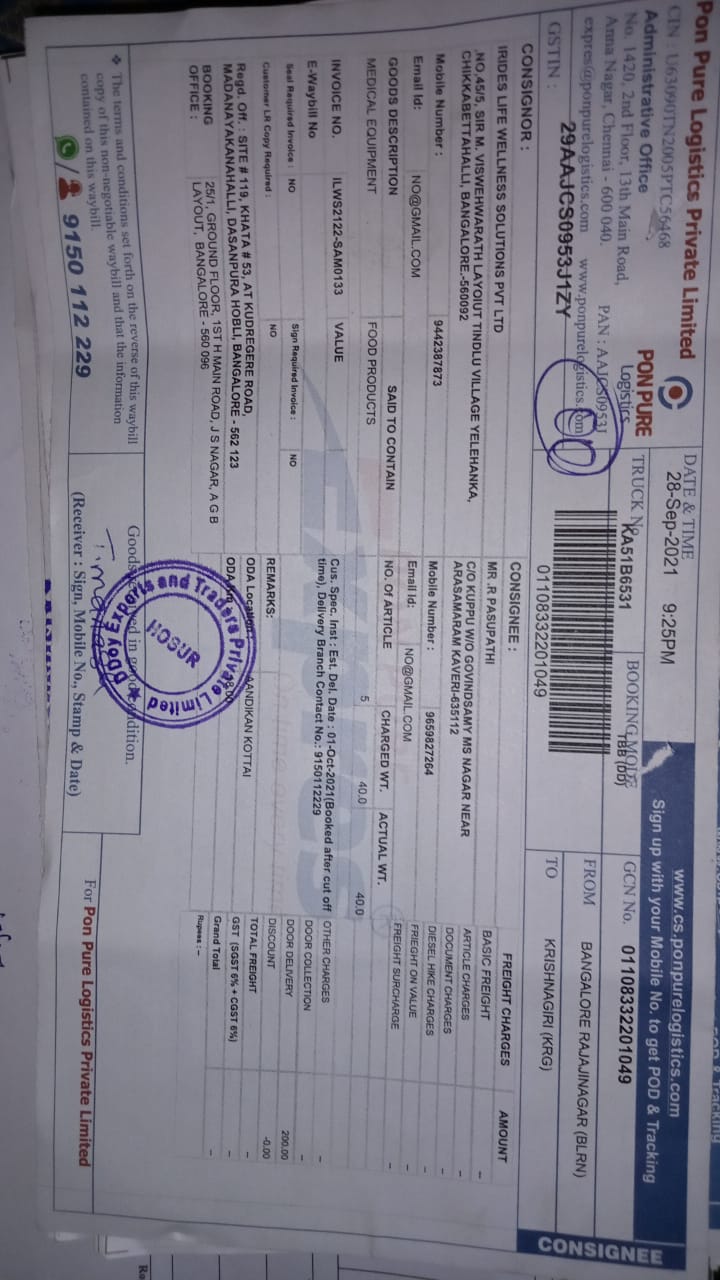 Pon Pure Logistics Private Limited
CIN : U63090TN2005PTC56468
Administrative Office
No. 1420, 2nd Floor, 13th Main Road,
Anna Nagar, Chennai - 600 040.
PAN : AAJCS0953J
expres@ponpurelogistics.com www.ponpurelogistics.com
PON PURE
Logistics
GSTIN : 29AAJCS0953J1ZY
DATE & TIME
28-Sep-2021 9:25PM
TRUCK No.
KA51B6531
BOOKING MODE
TBB (DD)
01108332201049
www.cs.ponpurelogistics.com
Sign up with your Mobile No. to get POD & Tracking
GCN No. 01108332201049
FROM BANGALORE RAJAJINAGAR (BLRN)
TO KRISHNAGIRI (KRG)
CONSIGNEE
CONSIGNOR :
IRIDES LIFE WELLNESS SOLUTIONS PVT LTD
,NO,45/5, SIR M. VISWEHWARATH LAYOIUT TINDLU VILLAGE YELEHANKA,
CHIKKABETTAHALLI, BANGALORE.-560092
Mobile Number : 9442387873
Email Id: NO@GMAIL.COM
CONSIGNEE :
MR .R PASUPATHI
C/O KUPPU W/O GOVINDSAMY MS NAGAR NEAR
ARASAMARAM KAVERI-635112
Mobile Number : 9659827264
Email Id: NO@GMAIL.COM
GOODS DESCRIPTION SAID TO CONTAIN NO. Of ARTICLE CHARGED WT. ACTUAL WT.
MEDICAL EQUIPMENT FOOD PRODUCTS 5 40.0 40.0
INVOICE NO. ILWS2122-SAM0133 VALUE
E-Waybill No
Seal Required Invoice : NO Sign Required Invoice : NO
Customer LR Copy Required : NO
Cus. Spec. Inst : Est. Del. Date : 01-Oct-2021(Booked after cut off
time), Delivery Branch Contact No.: 9150112229
REMARKS:
ODA Location : AANDIKAN KOTTAI
FREIGHT CHARGES AMOUNT
BASIC FREIGHT –
ARTICLE CHARGES –
DOCUMENT CHARGES –
DIESEL HIKE CHARGES –
FRIEGHT ON VALUE –
FREIGHT SURCHARGE –
OTHER CHARGES –
DOOR COLLECTION –
DOOR DELIVERY 200.00
DISCOUNT -0.00
TOTAL FREIGHT –
GST (SGST 6% + CGST 6%) –
Grand Total –
Rupees : –
Regd. Off. : SITE # 119, KHATA # 53, AT KUDREGERE ROAD,
MADANAYAKANAHALLI, DASANPURA HOBLI, BANGALORE - 562 123
BOOKING OFFICE : 25/1, GROUND FLOOR, 1ST H MAIN ROAD, J S NAGAR, A G B
LAYOUT, BANGALORE - 560 096
❖ The terms and conditions set forth on the reverse of this waybill
copy of this non-negotiable waybill and that the information
contained on this waybill.
/ 9150 112 229
Goods received in good condition.
Exports and Traders Private Limited
HOSUR
(Receiver : Sign, Mobile No., Stamp & Date)
For Pon Pure Logistics Private Limited